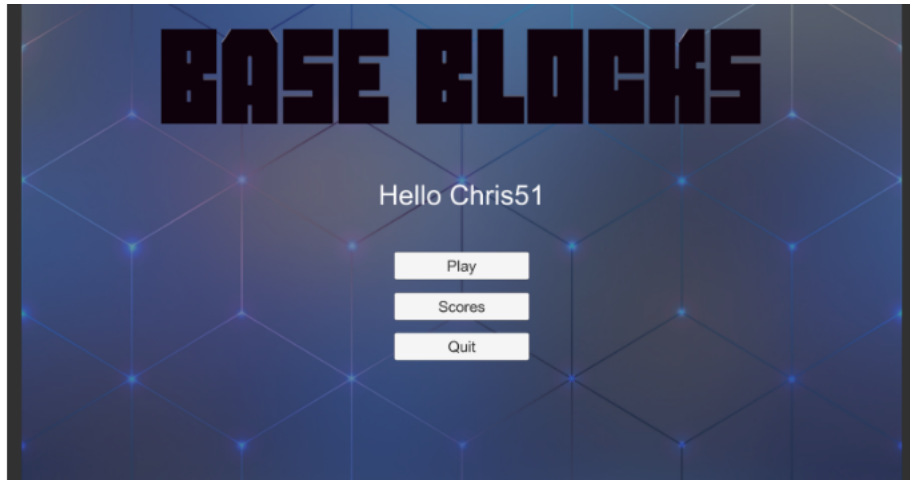 BASE BLOCKS
Hello Chris51
Play
Scores
Quit